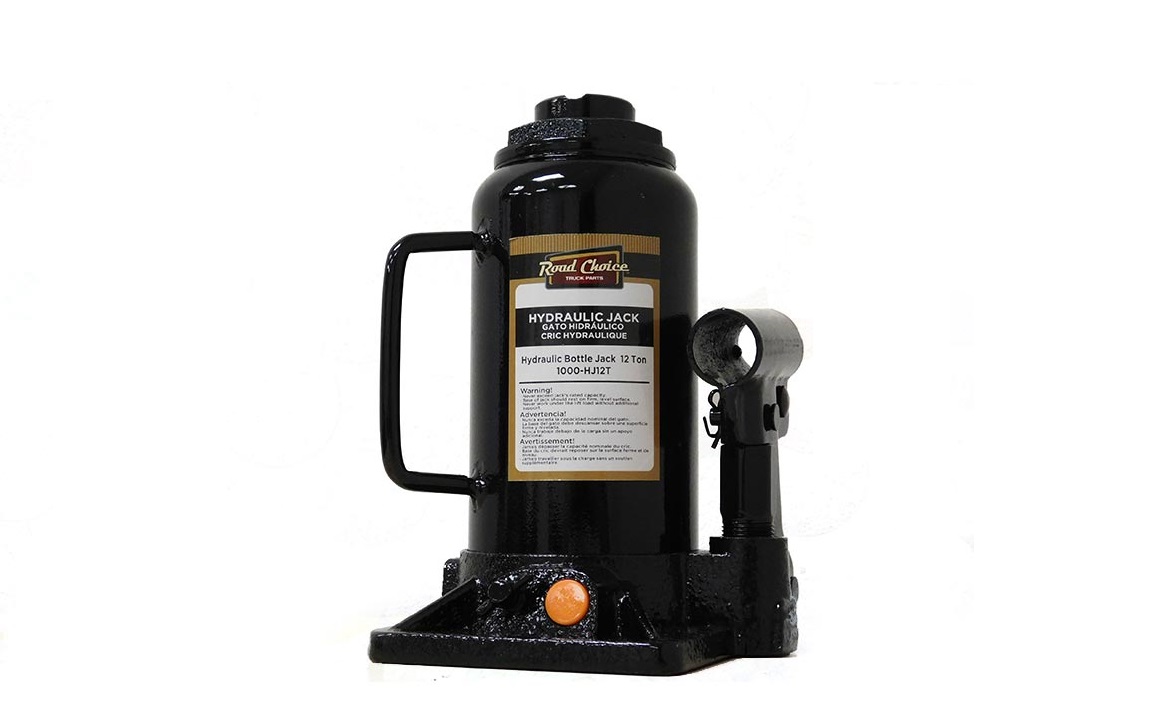 Road Choice
TRUCK PARTS
HYDRAULIC JACK
GATO HIDRÁULICO
CRIC HYDRAULIQUE
Hydraulic Bottle Jack 12 Ton
1000-HJ12T
Warning!
Never exceed jack's rated capacity.
Base of jack should rest on firm, level surface.
Never work under the lift load without additional
support.
Advertencia!
Nunca exceda la capacidad nominal del gato.
La base del gato debe descansar sobre una superficie
firme y nivelada.
Nunca trabaje debajo de la carga sin un apoyo
adicional.
Avertissement!
Jamais dépasser la capacité nominale du cric.
Base du cric devrait reposer sur la surface ferme et de
niveau.
Jamais travailler sous la charge sans un soutien
supplémentaire.